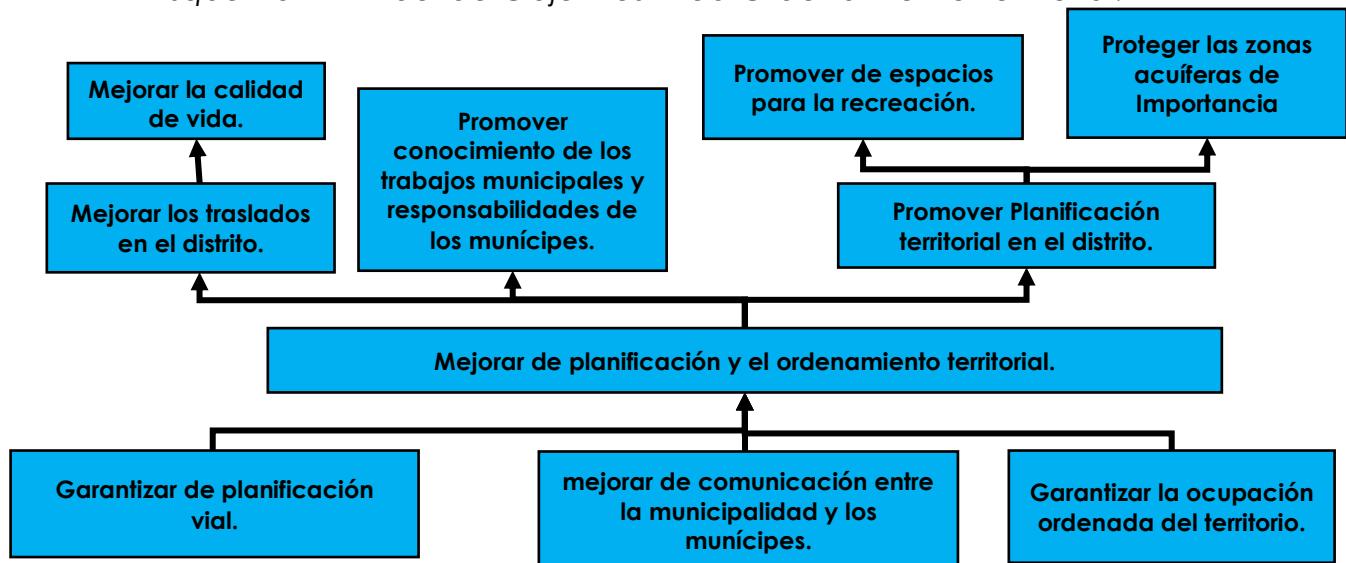 Mejorar la calidad
de vida.
Promover
conocimiento de los
trabajos municipales y
responsabilidades de
los munícipes.
Promover de espacios
para la recreación.
Proteger las zonas
acuíferas de
Importancia
Mejorar los traslados
en el distrito.
Promover Planificación
territorial en el distrito.
Mejorar de planificación y el ordenamiento territorial.
Garantizar de planificación
vial.
mejorar de comunicación entre
la municipalidad y los
munícipes.
Garantizar la ocupación
ordenada del territorio.